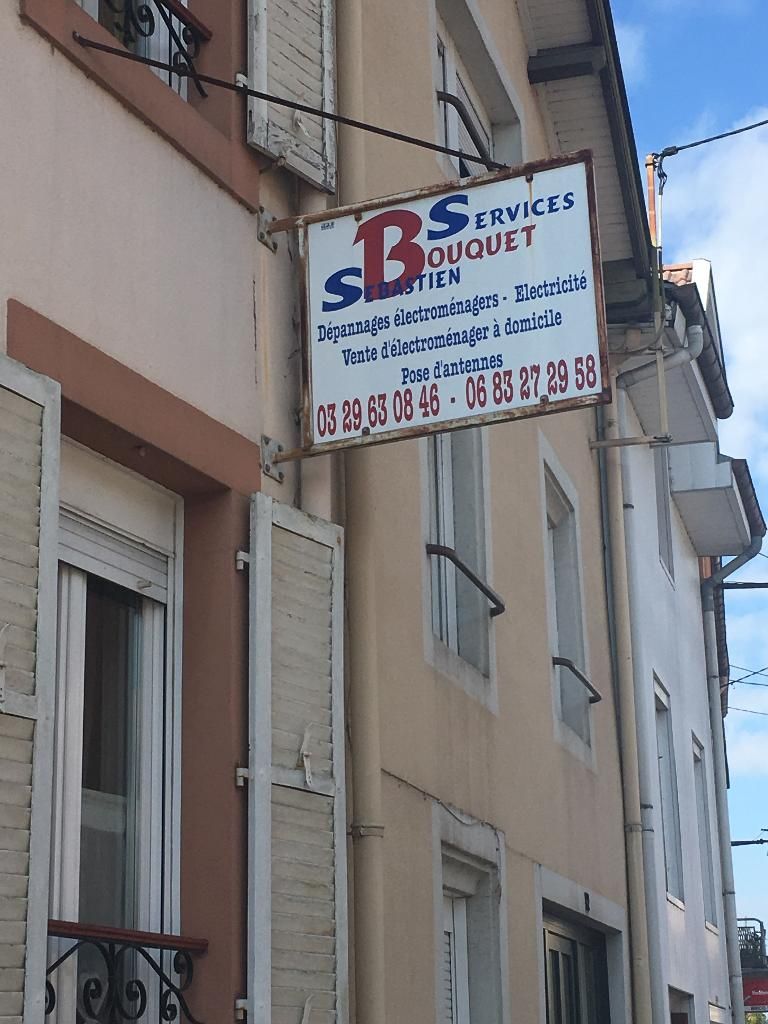 SERVICES
BOUQUET
SEBASTIEN
Dépannages électroménagers - Electricité
Vente d'électroménager à domicile
Pose d'antennes
03 29 63 08 46 - 06 83 27 29 58